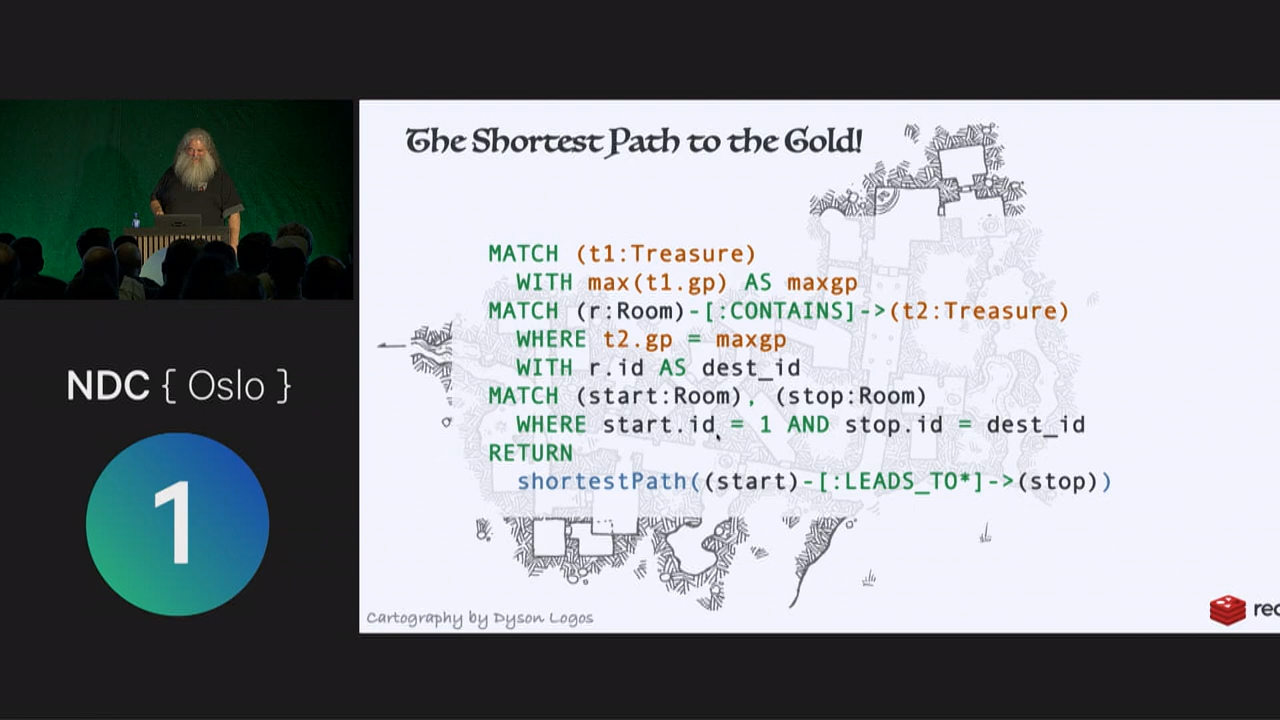 The Shortest Path to the Gold!
MATCH (t1:Treasure)
WITH max(t1.gp) AS maxgp
MATCH (r:Room)-[:CONTAINS]->(t2:Treasure)
WHERE t2.gp = maxgp
WITH r.id AS dest_id
MATCH (start:Room), (stop:Room)
WHERE start.id = 1 AND stop.id = dest_id
RETURN
shortestPath((start)-[:LEADS_TO*]->(stop))
Cartography by Dyson Logos
NDC { Oslo }
1